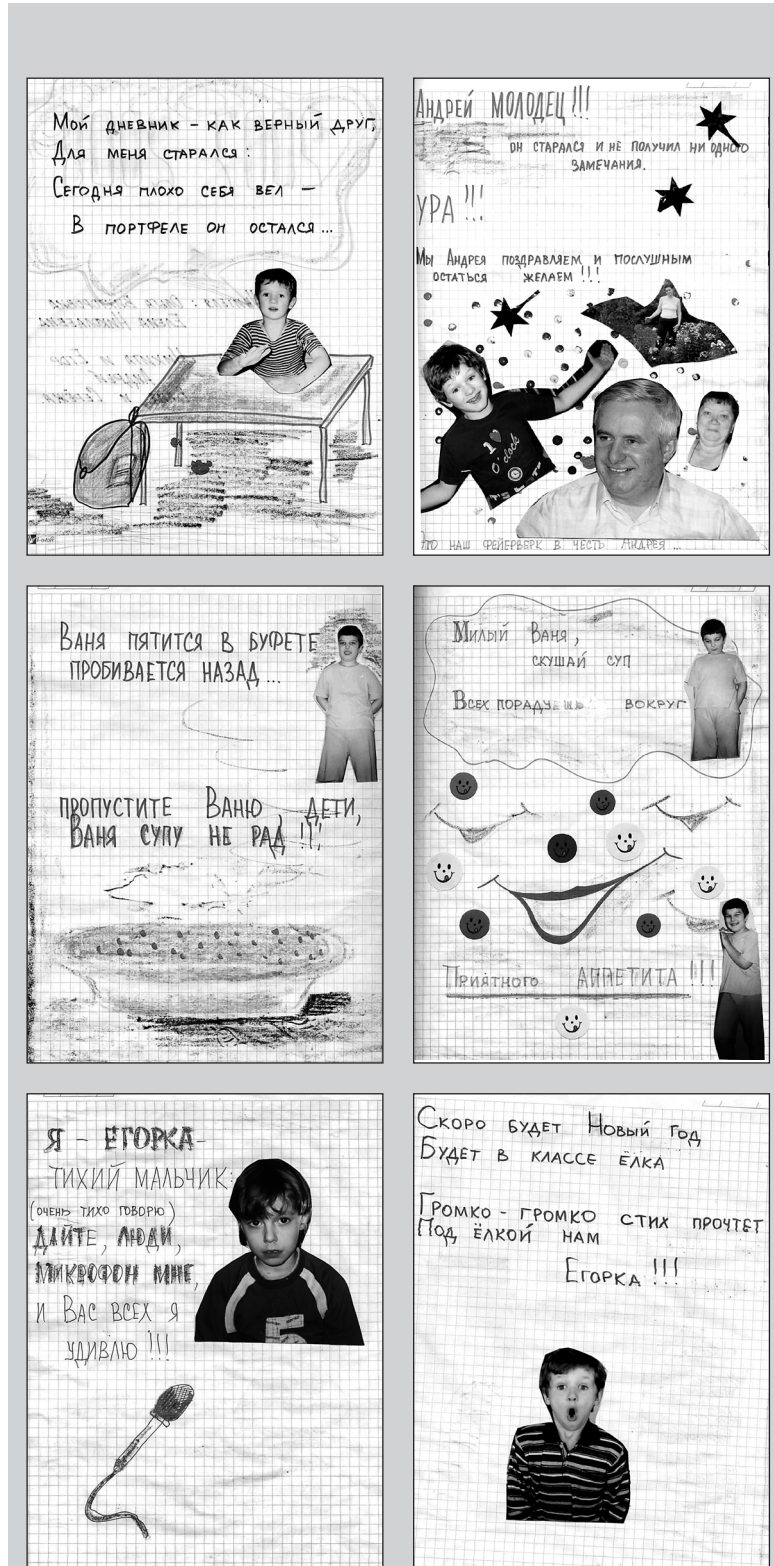 Мой дневник – как верный друг,
Для меня старался:
Сегодня плохо себя вел –
В портфеле он остался...
Андрей МОЛОДЕЦ!!!
он старался и не получил ни одного
замечания.
УРА!!!
Мы Андрея поздравляем и послушным
остаться желаем!!!
I
O'clock
наш фейерверк в честь Андрея...
Ваня пятится в буфете
пробивается назад...
пропустите Ваню, дети,
Ваня супу не рад!!!
Милый Ваня,
скушай суп
Всех вокруг
Приятного АППЕТИТА!!!
Я - ЕГОРКА-
ТИХИЙ МАЛЬЧИК:
(очень тихо говорю)
ДАЙТЕ, ЛЮДИ,
МИКРОФОН МНЕ,
и Вас всех я
удивлю!!!
5
Скоро будет Новый год
Будет в классе ёлка
Громко - громко стих прочтет
Под ёлкой нам
Егорка!!!